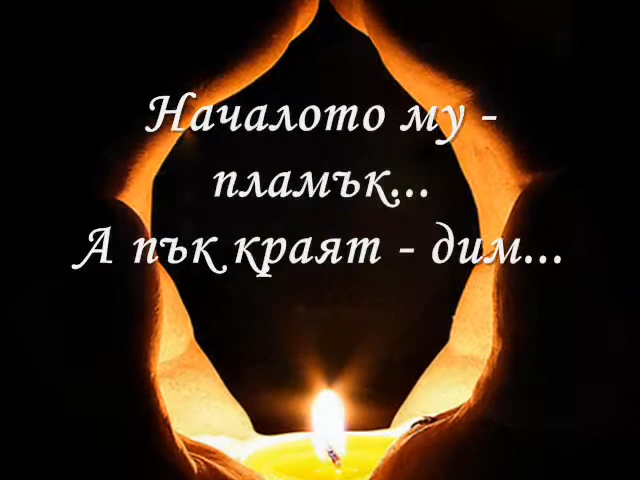 Началото му -
пламък...
А пък краят - дим...